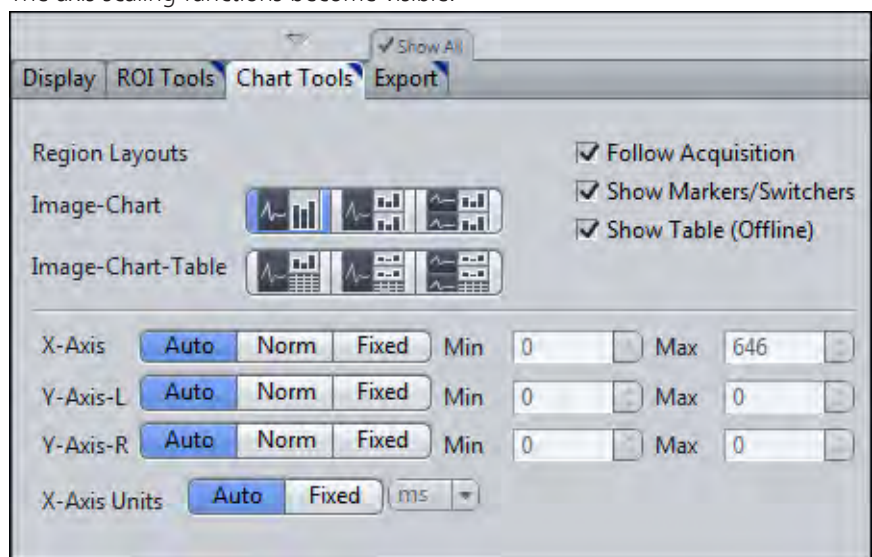 The axis scaling functions become visible.
Show All
Display ROI Tools Chart Tools Export
Region Layouts
Follow Acquisition
Image-Chart
Show Markers/Switchers
Show Table (Offline)
Image-Chart-Table
X-Axis Auto Norm Fixed Min 0 Max 646
Y-Axis-L Auto Norm Fixed Min 0 Max 0
Y-Axis-R Auto Norm Fixed Min 0 Max 0
X-Axis Units Auto Fixed ms